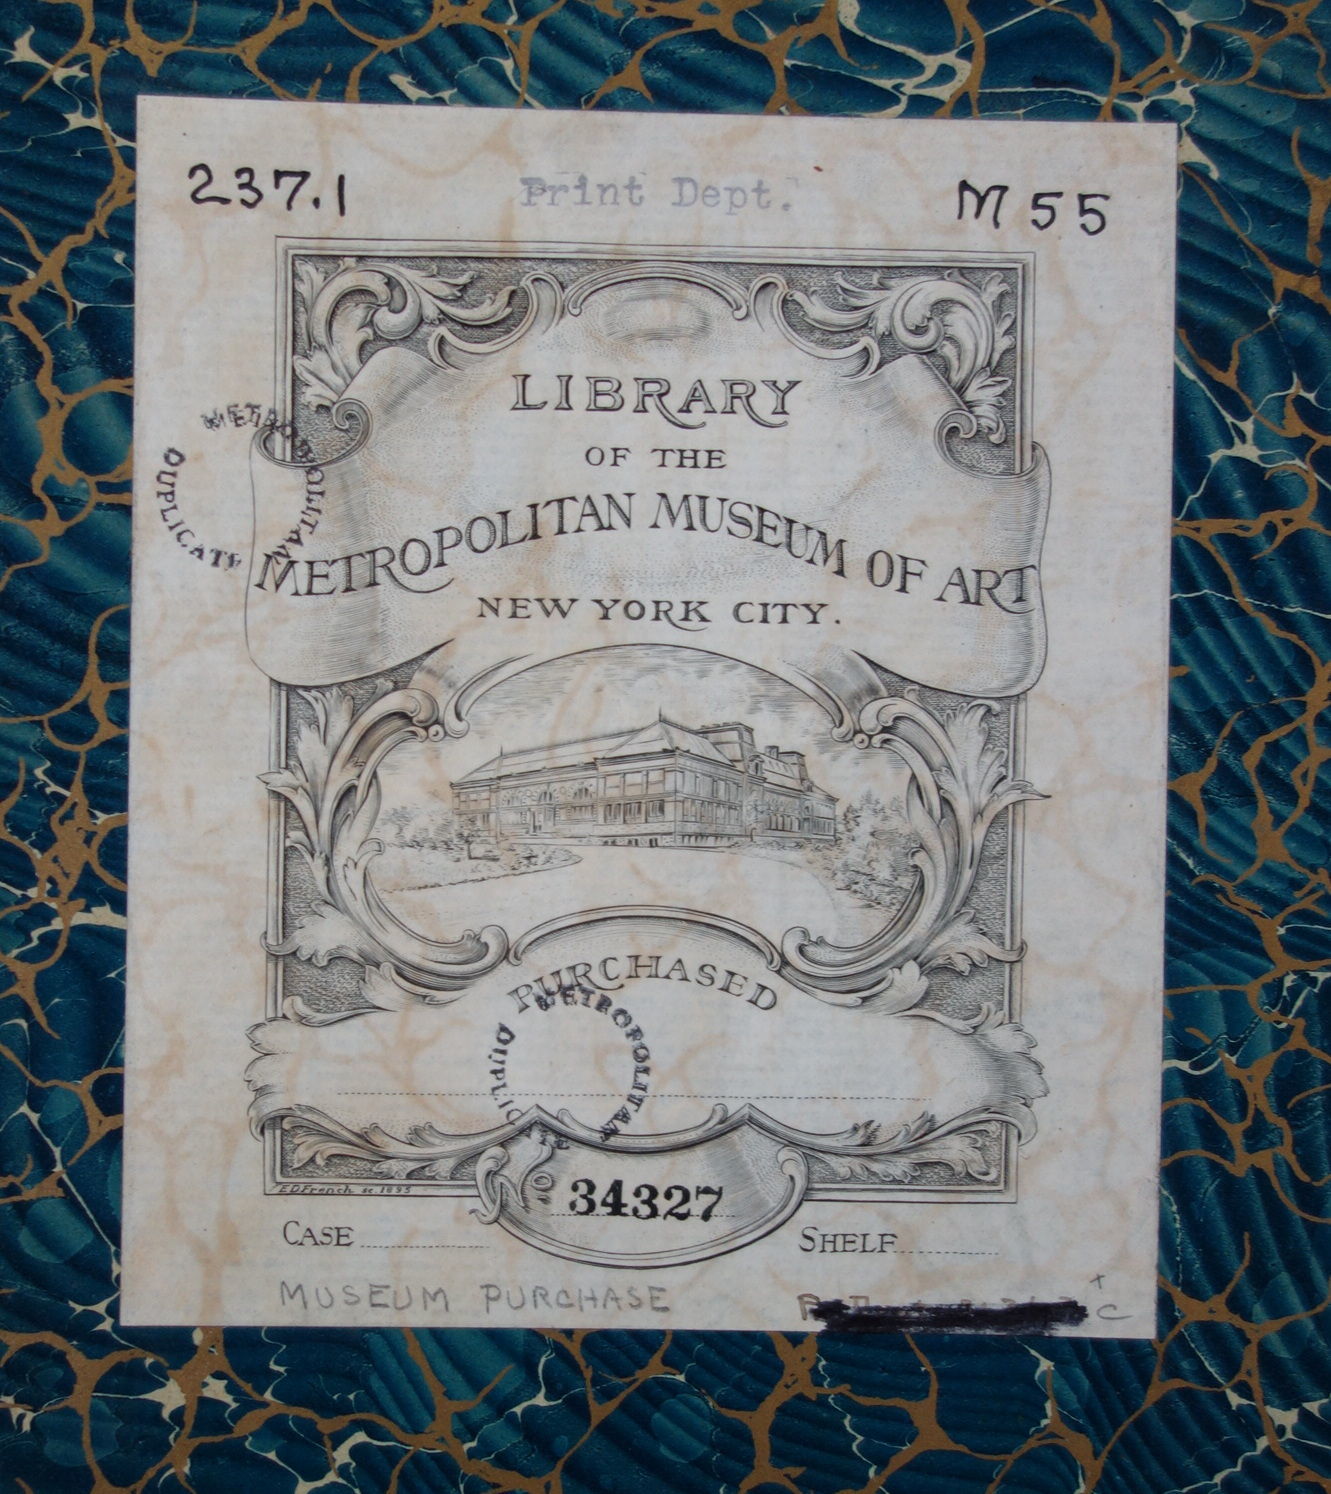 237.1 Print Dept. M 55
LIBRARY
OF THE
METROPOLITAN MUSEUM OF ART
NEW YORK CITY.
METROPOLITAN DUPLICATE
PURCHASED
METROPOLITAN DUPLICATE
E.D. French sc. 1895
NO 34327
CASE SHELF
MUSEUM PURCHASE C